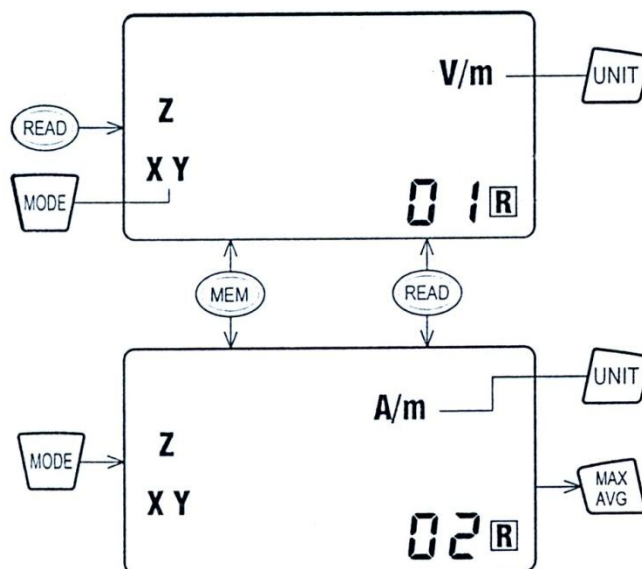 V/m
UNIT
Z
READ
X Y
MODE
01 R
MEM
READ
A/m
UNIT
Z
MODE
X Y
MAX
AVG
02 R